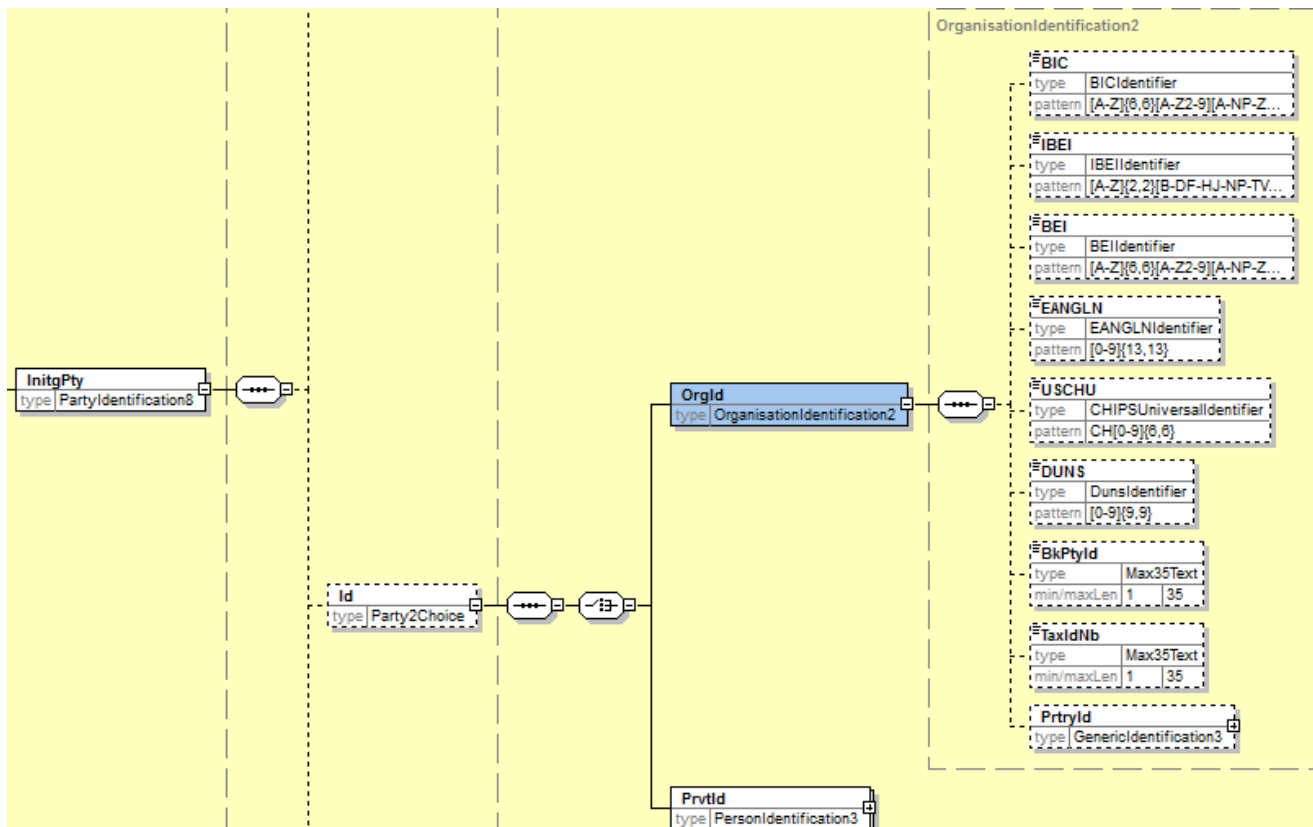 OrganisationIdentification2
BIC
type BICIdentifier
pattern [A-Z]{6,6}[A-Z2-9][A-NP-Z...
IBEI
type IBEIIdentifier
pattern [A-Z]{2,2}[B-DF-HJ-NP-TV...
BEI
type BEIIdentifier
pattern [A-Z]{6,6}[A-Z2-9][A-NP-Z...
EANGLN
type EANGLNIdentifier
pattern [0-9]{13,13}
InitgPty
type PartyIdentification8
OrgId
type OrganisationIdentification2
USCHU
type CHIPSUniversalIdentifier
pattern CH[0-9]{6,6}
DUNS
type DunsIdentifier
pattern [0-9]{9,9}
BkPtyId
type Max35Text
min/maxLen 1 35
Id
type Party2Choice
TaxIdNb
type Max35Text
min/maxLen 1 35
PrtryId
type GenericIdentification3
PrvtId
type PersonIdentification3